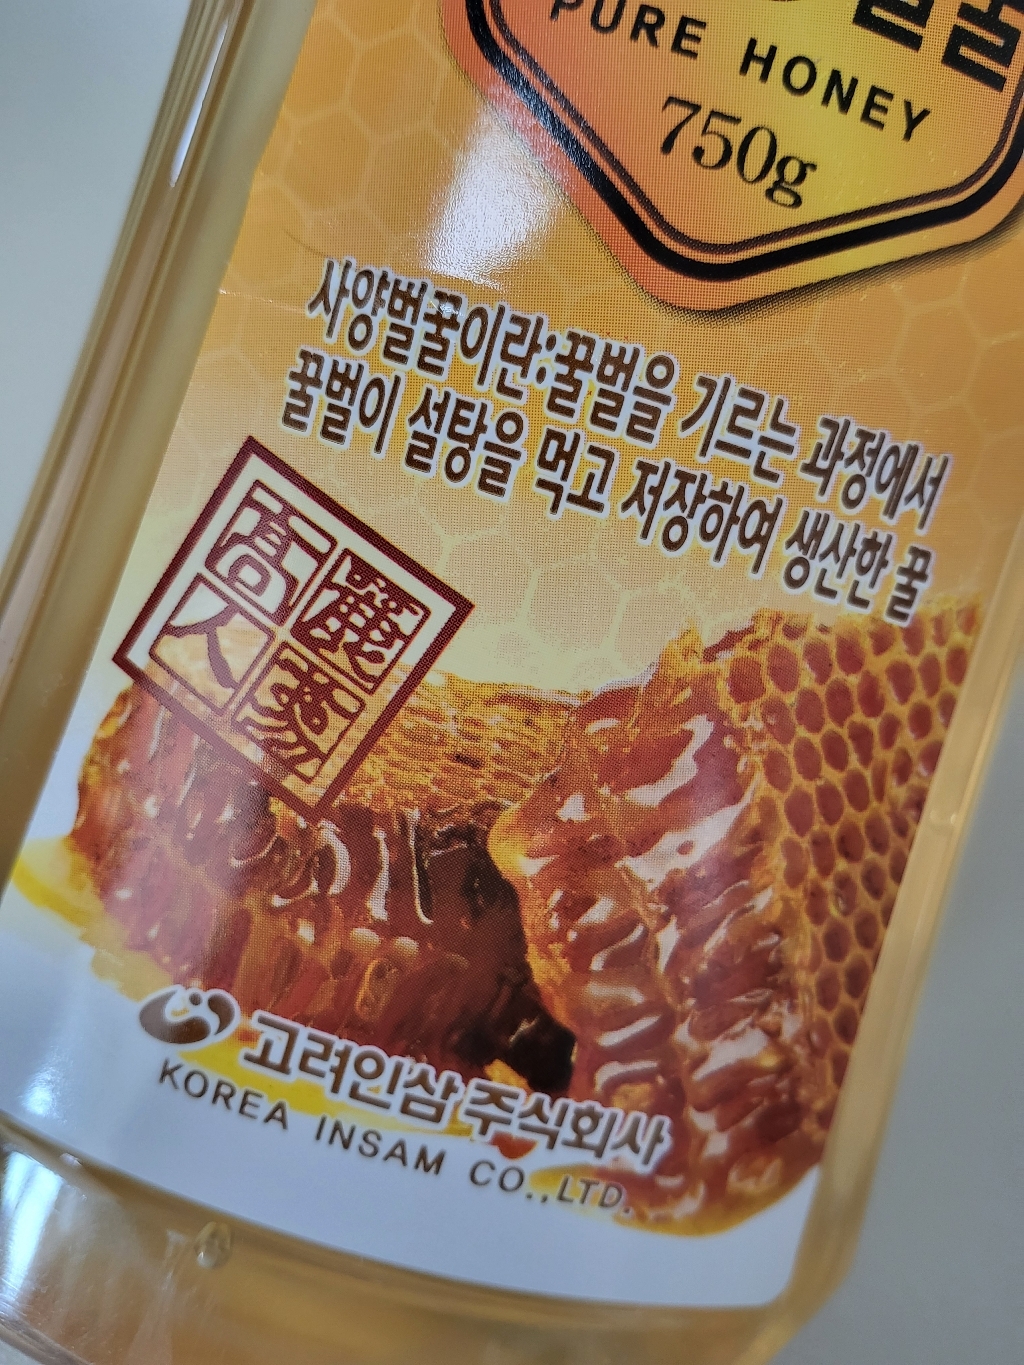 PURE HONEY
750g
사양벌꿀이란:꿀벌을 기르는 과정에서
꿀벌이 설탕을 먹고 저장하여 생산한 꿀
高麗
人蔘
고려인삼 주식회사
KOREA INSAM CO.,LTD.